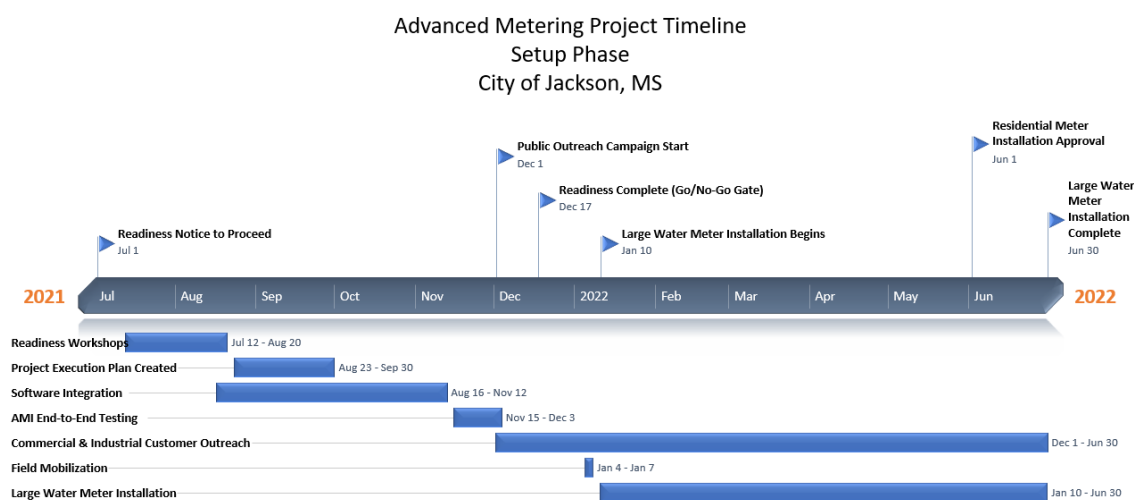 Advanced Metering Project Timeline
Setup Phase
City of Jackson, MS
Residential Meter
Installation Approval
Jun 1
Public Outreach Campaign Start
Dec 1
Readiness Complete (Go/No-Go Gate)
Dec 17
Large Water
Meter
Installation
Complete
Jun 30
Readiness Notice to Proceed
Jul 1
Large Water Meter Installation Begins
Jan 10
2021 Jul Aug Sep Oct Nov Dec 2022 Feb Mar Apr May Jun 2022
Readiness Workshops Jul 12 - Aug 20
Project Execution Plan Created Aug 23 - Sep 30
Software Integration Aug 16 - Nov 12
AMI End-to-End Testing Nov 15 - Dec 3
Commercial & Industrial Customer Outreach Dec 1 - Jun 30
Field Mobilization Jan 4 - Jan 7
Large Water Meter Installation Jan 10 - Jun 30